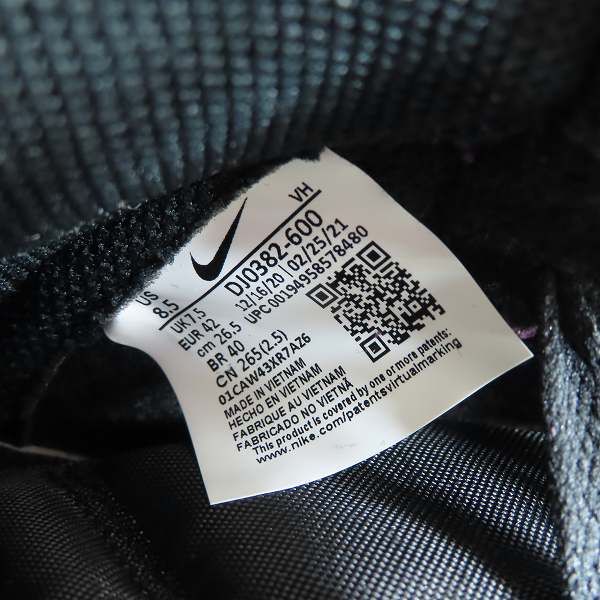 VH
DJ0382-600
12/16/20 | 02/25/21
UPC 00194958578480
US 8.5
UK 7.5
EUR 42
cm 26.5
BR 40
CN 265(2.5)
01CAW43XR7AZ6
MADE IN VIETNAM
HECHO EN VIETNAM
FABRIQUE AU VIETNAM
FABRICADO NO VIETNÃ
This product is covered by one or more patents:
www.nike.com/patentsvirtualmarking